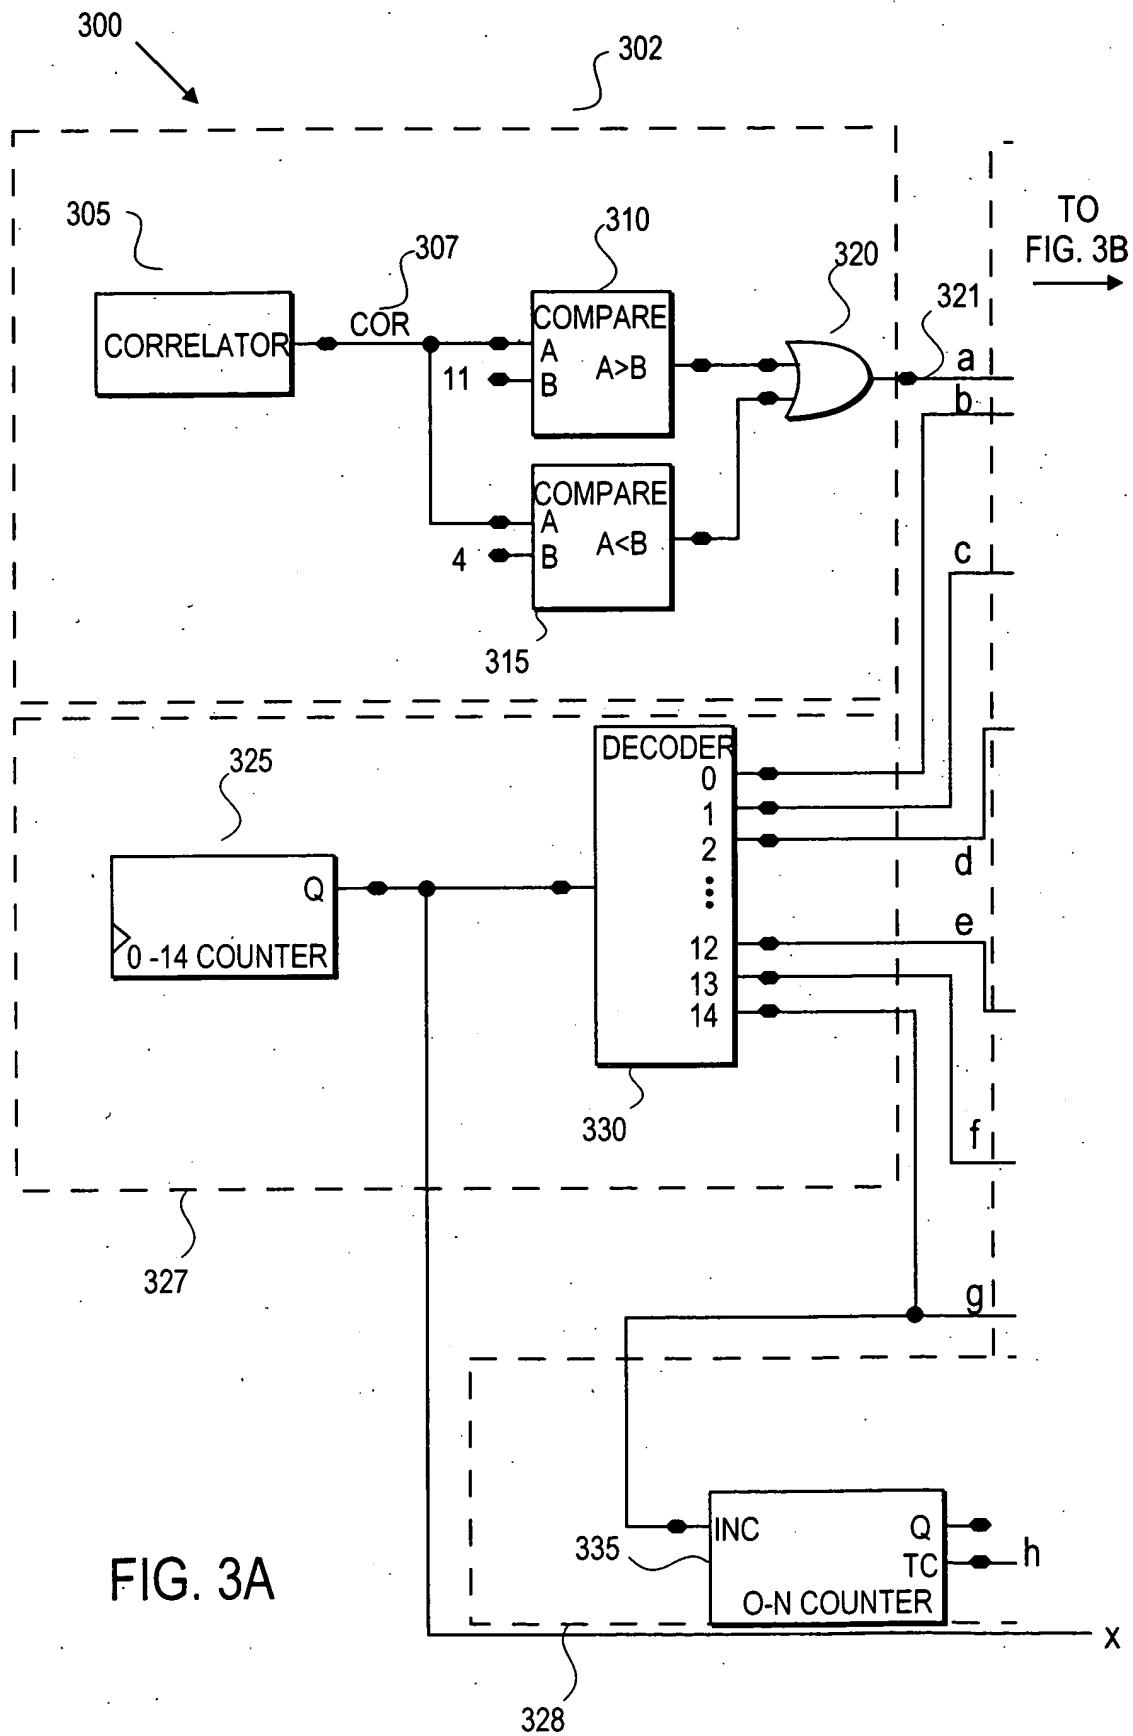 300
302
305
307
310
320
TO
FIG. 3B
321
CORRELATOR
COR
COMPARE
A
A>B
11
B
a
b
COMPARE
A
A<B
4
B
c
315
325
DECODER
0
1
2
d
Q
0 -14 COUNTER
e
12
13
14
330
f
327
g
INC
Q
335
TC
h
O-N COUNTER
FIG. 3A
x
328